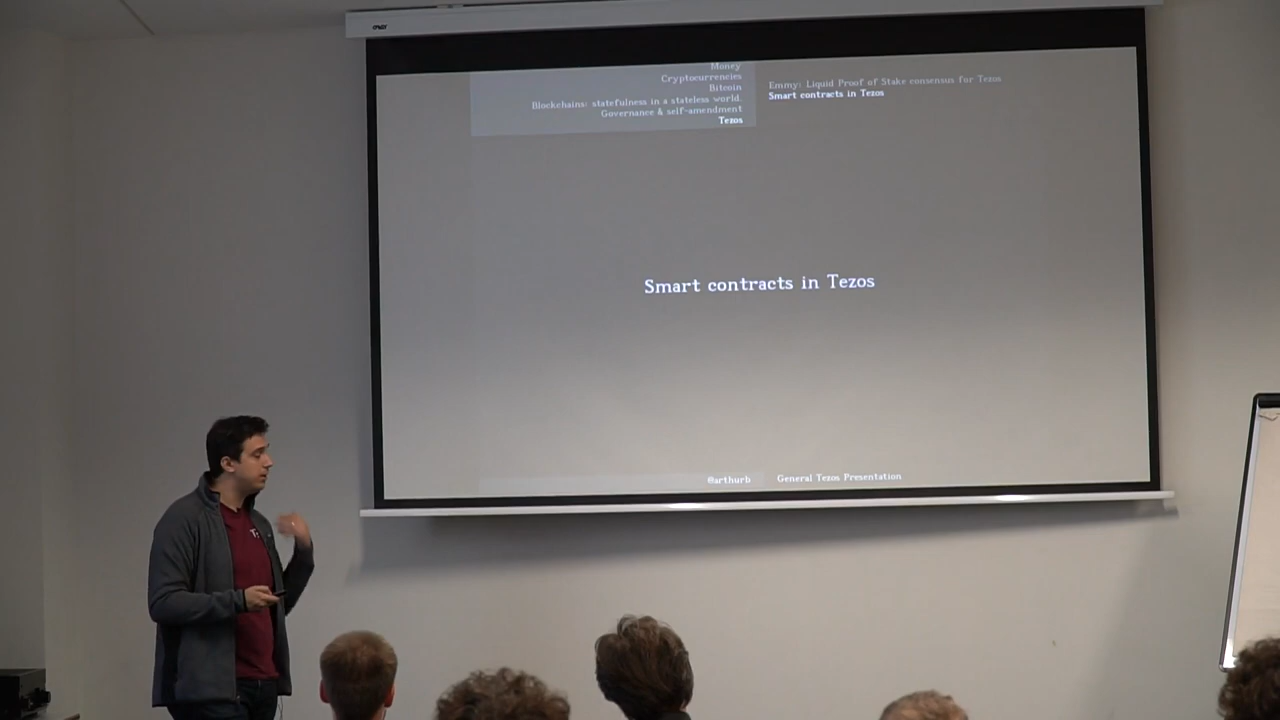 Money
Cryptocurrencies
Bitcoin
Blockchains: statefulness in a stateless world.
Governance & self-amendment
Tezos
Emmy: Liquid Proof of Stake consensus for Tezos
Smart contracts in Tezos
Smart contracts in Tezos
@arthurb
General Tezos Presentation